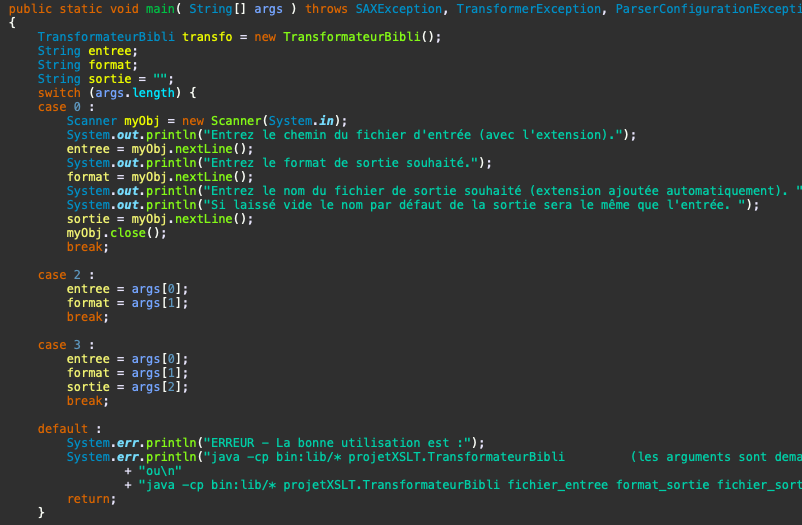 public static void main( String[] args ) throws SAXException, TransformerException,
{
TransformateurBibli transfo = new TransformateurBibli();
String entree;
String format;
String sortie = "";
switch (args.length) {
case 0 :
Scanner myObj = new Scanner(System.in);
System.out.println("Entrez le chemin du fichier d'entrée (avec l'extension).");
entree = myObj.nextLine();
System.out.println("Entrez le format de sortie souhaité.");
format = myObj.nextLine();
System.out.println("Entrez le nom du fichier de sortie souhaité (extension ajoutée automatiquement). "
System.out.println("Si laissé vide le nom par défaut de la sortie sera le même que l'entrée. ");
sortie = myObj.nextLine();
myObj.close();
break;
case 2 :
entree = args[0];
format = args[1];
break;
case 3 :
entree = args[0];
format = args[1];
sortie = args[2];
break;
default :
System.err.println("ERREUR - La bonne utilisation est :");
System.err.println("java -cp bin:lib/* projetXSLT.TransformateurBibli (les arguments sont
+ "ou\n"
+ "java -cp bin:lib/* projetXSLT.TransformateurBibli fichier_entree format_sortie
return;
}